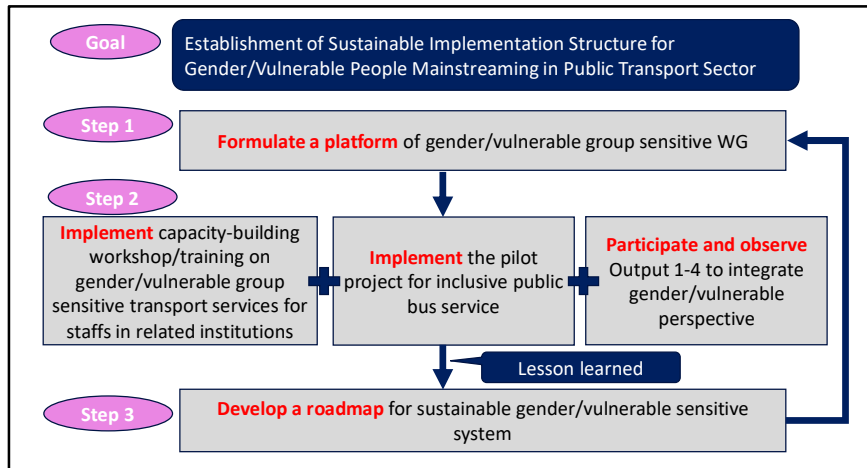 Goal
Establishment of Sustainable Implementation Structure for
Gender/Vulnerable People Mainstreaming in Public Transport Sector
Step 1
Formulate a platform of gender/vulnerable group sensitive WG
Step 2
Implement capacity-building
workshop/training on
gender/vulnerable group
sensitive transport services for
staffs in related institutions
Implement the pilot
project for inclusive public
bus service
Participate and observe
Output 1-4 to integrate
gender/vulnerable
perspective
Lesson learned
Step 3
Develop a roadmap for sustainable gender/vulnerable sensitive
system